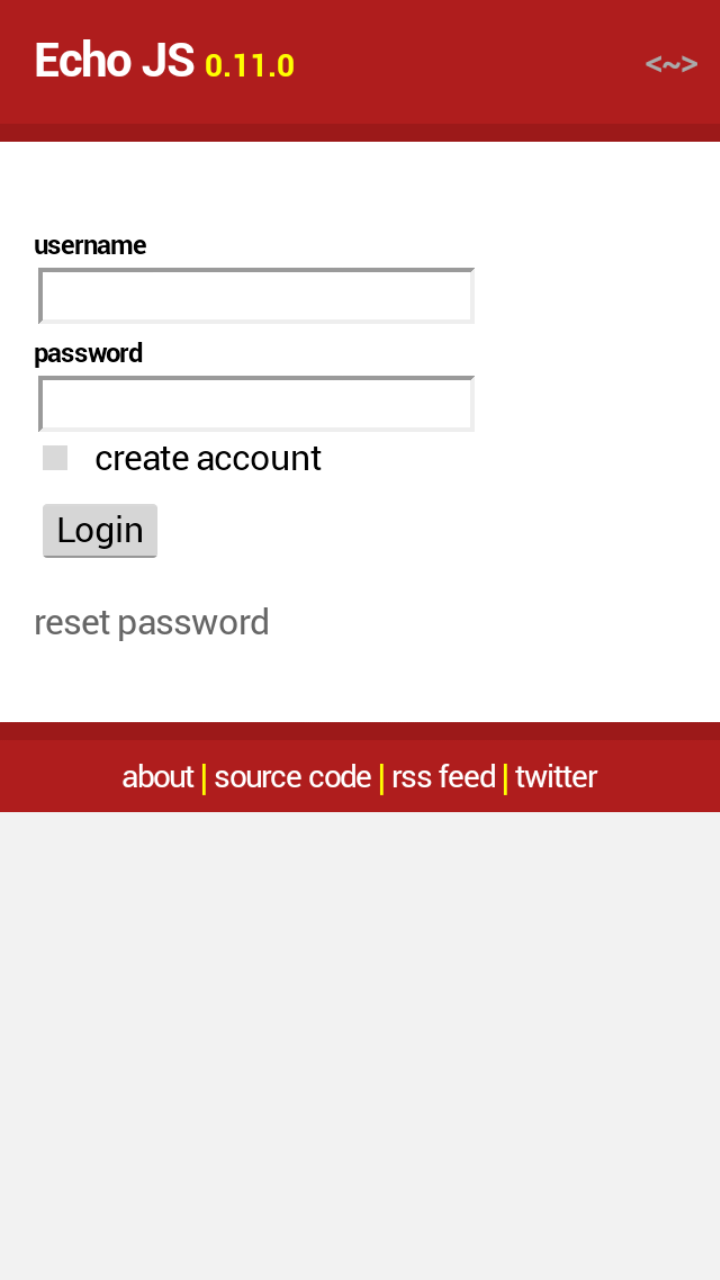 Echo JS 0.11.0 <~>
username
password
create account
Login
reset password
about | source code | rss feed | twitter